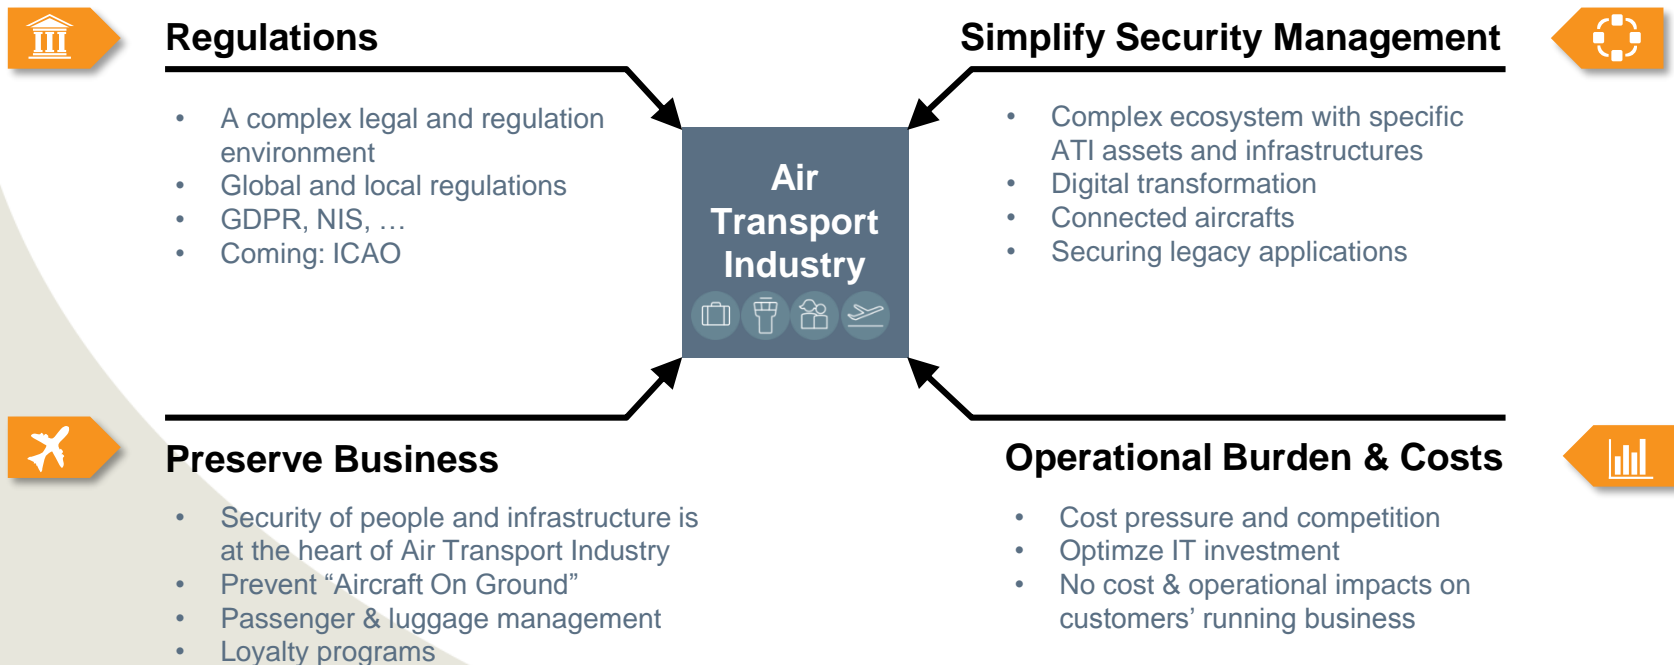 Regulations
• A complex legal and regulation
environment
• Global and local regulations
• GDPR, NIS, …
• Coming: ICAO
Simplify Security Management
• Complex ecosystem with specific
ATI assets and infrastructures
• Digital transformation
• Connected aircrafts
• Securing legacy applications
Air
Transport
Industry
Preserve Business
• Security of people and infrastructure is
at the heart of Air Transport Industry
• Prevent “Aircraft On Ground”
• Passenger & luggage management
• Loyalty programs
Operational Burden & Costs
• Cost pressure and competition
• Optimze IT investment
• No cost & operational impacts on
customers’ running business